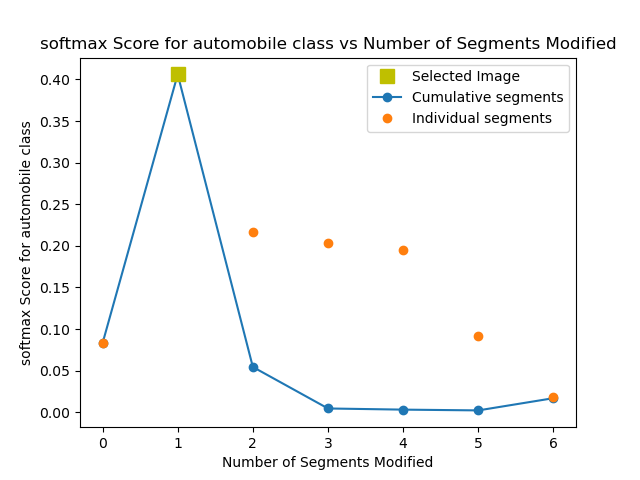 softmax Score for automobile class vs Number of Segments Modified
softmax Score for automobile class
0.40
0.35
0.30
0.25
0.20
0.15
0.10
0.05
0.00
Selected Image
Cumulative segments
Individual segments
0 1 2 3 4 5 6
Number of Segments Modified